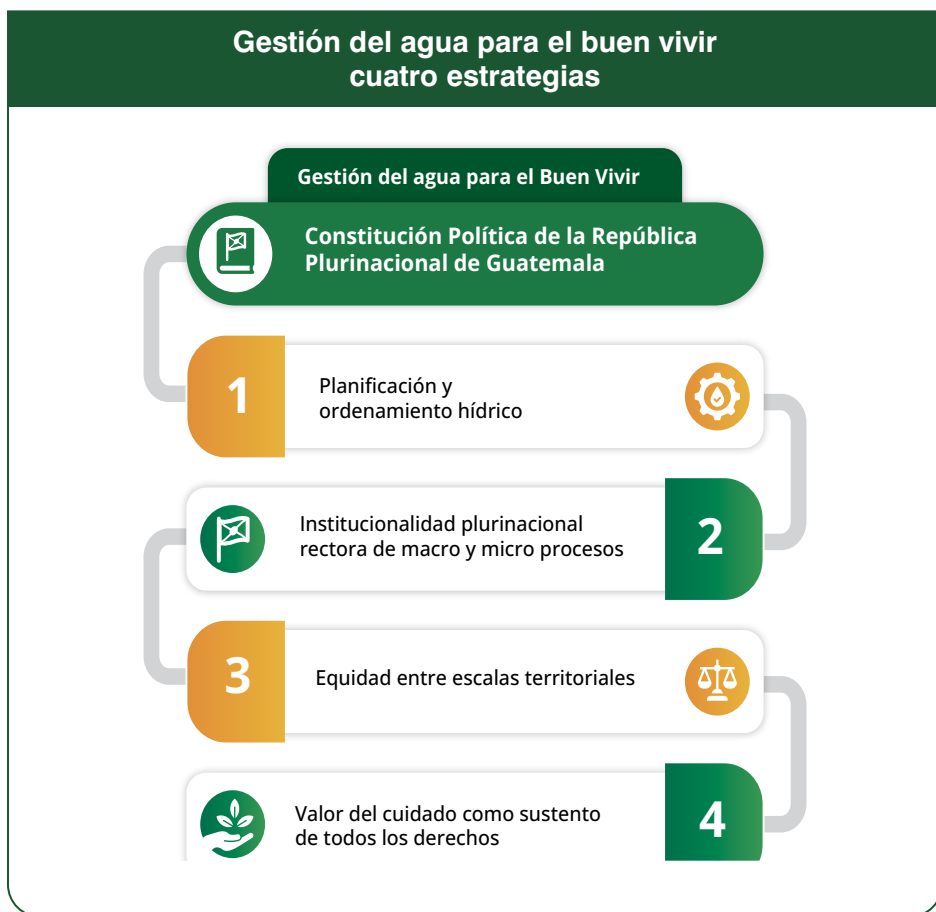 Gestión del agua para el buen vivir
cuatro estrategias
Gestión del agua para el Buen Vivir
Constitución Política de la República
Plurinacional de Guatemala
1
Planificación y
ordenamiento hídrico
Institucionalidad plurinacional
rectora de macro y micro procesos
2
3
Equidad entre escalas territoriales
Valor del cuidado como sustento
de todos los derechos
4